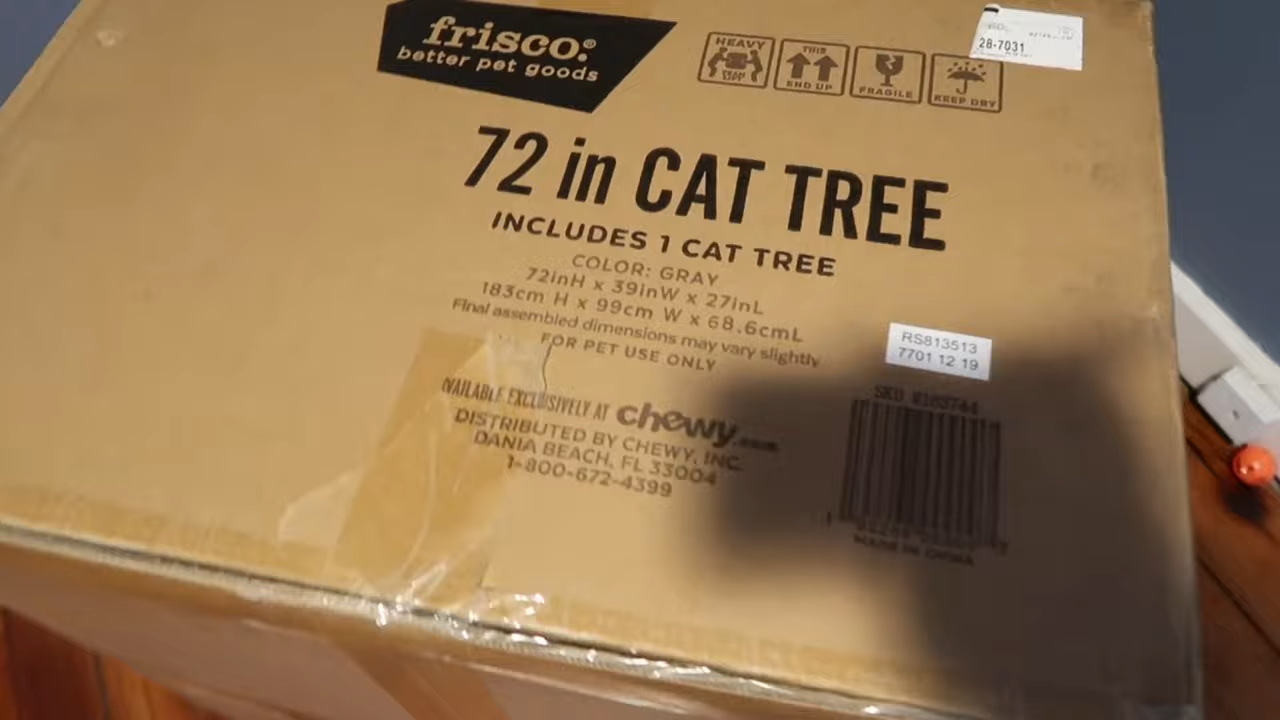 frisco®
better pet goods
HEAVY
THIS
END UP
FRAGILE
KEEP DRY
28-7031
72 in CAT TREE
INCLUDES 1 CAT TREE
COLOR: GRAY
72inH x 39inW x 27inL
183cm H x 99cm W x 68.6cmL
Final assembled dimensions may vary slightly
FOR PET USE ONLY
RS813513
7701 12 19
AVAILABLE EXCLUSIVELY AT chewy.com
DISTRIBUTED BY CHEWY, INC.
DANIA BEACH, FL 33004
1-800-672-4399
SKU #183744
MADE IN CHINA